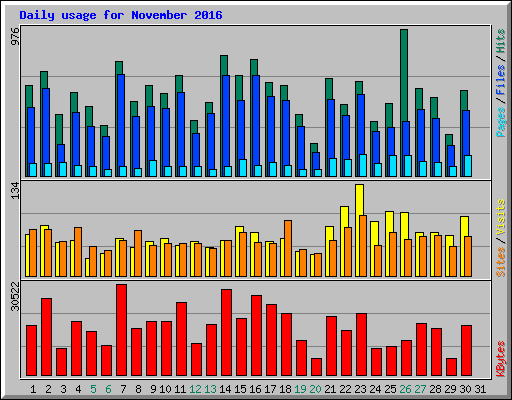 Daily usage for November 2016
976
Pages / Files / Hits
134
Sites / Visits
30522
KBytes
1 2 3 4 5 6 7 8 9 10 11 12 13 14 15 16 17 18 19 20 21 22 23 24 25 26 27 28 29 30 31